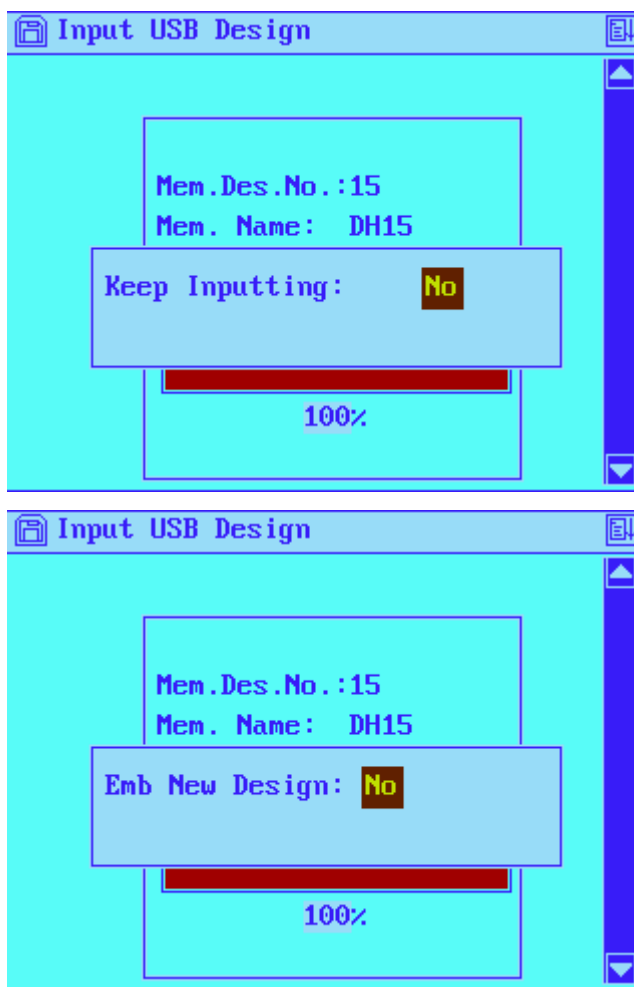 Input USB Design
Mem.Des.No.:15
Mem. Name: DH15
Keep Inputting: No
100%
Input USB Design
Mem.Des.No.:15
Mem. Name: DH15
Emb New Design: No
100%